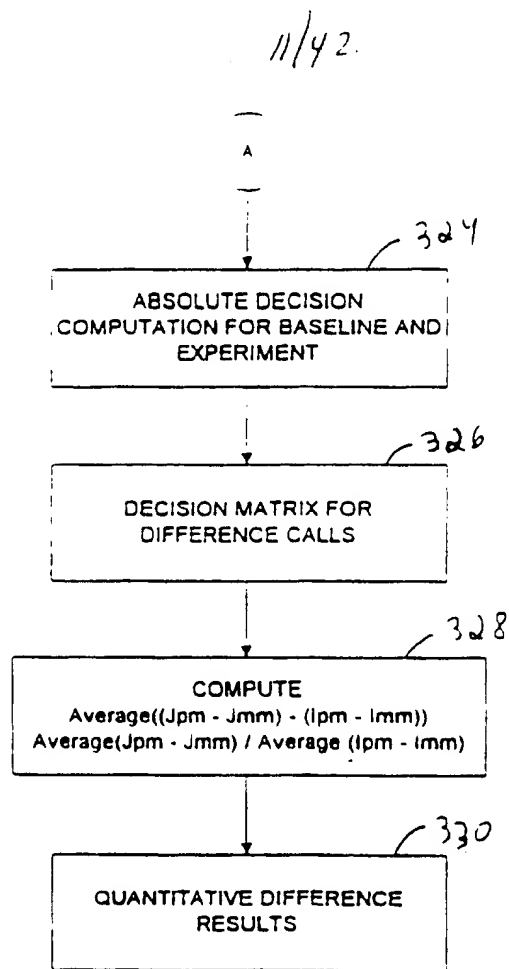 11/42.
A
324
ABSOLUTE DECISION
COMPUTATION FOR BASELINE AND
EXPERIMENT
326
DECISION MATRIX FOR
DIFFERENCE CALLS
328
COMPUTE
Average((Jpm - Jmm) - (Ipm - Imm))
Average(Jpm - Jmm) / Average (Ipm - Imm)
330
QUANTITATIVE DIFFERENCE
RESULTS